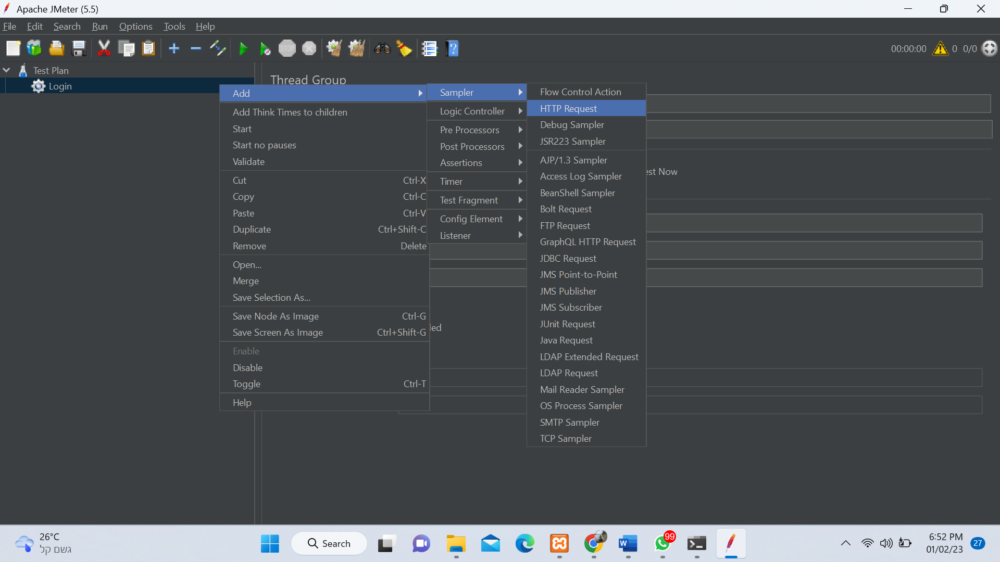 Apache JMeter (5.5)
File Edit Search Run Options Tools Help
STOP
00:00:00 0 0/0
Test Plan
Login
Thread Group
Add
Add Think Times to children
Start
Start no pauses
Validate
Cut Ctrl-X
Copy Ctrl-C
Paste Ctrl-V
Duplicate Ctrl+Shift-C
Remove Delete
Open...
Merge
Save Selection As...
Save Node As Image Ctrl-G
Save Screen As Image Ctrl+Shift-G
Enable
Disable
Toggle Ctrl-T
Help
Sampler
Logic Controller
Pre Processors
Post Processors
Assertions
Timer
Test Fragment
Config Element
Listener
Flow Control Action
HTTP Request
Debug Sampler
JSR223 Sampler
AJP/1.3 Sampler
Access Log Sampler
BeanShell Sampler
Bolt Request
FTP Request
GraphQL HTTP Request
JDBC Request
JMS Point-to-Point
JMS Publisher
JMS Subscriber
JUnit Request
Java Request
LDAP Extended Request
LDAP Request
Mail Reader Sampler
OS Process Sampler
SMTP Sampler
TCP Sampler
est Now
led
26°C
גשם קל
Search
99
6:52 PM
01/02/23
27